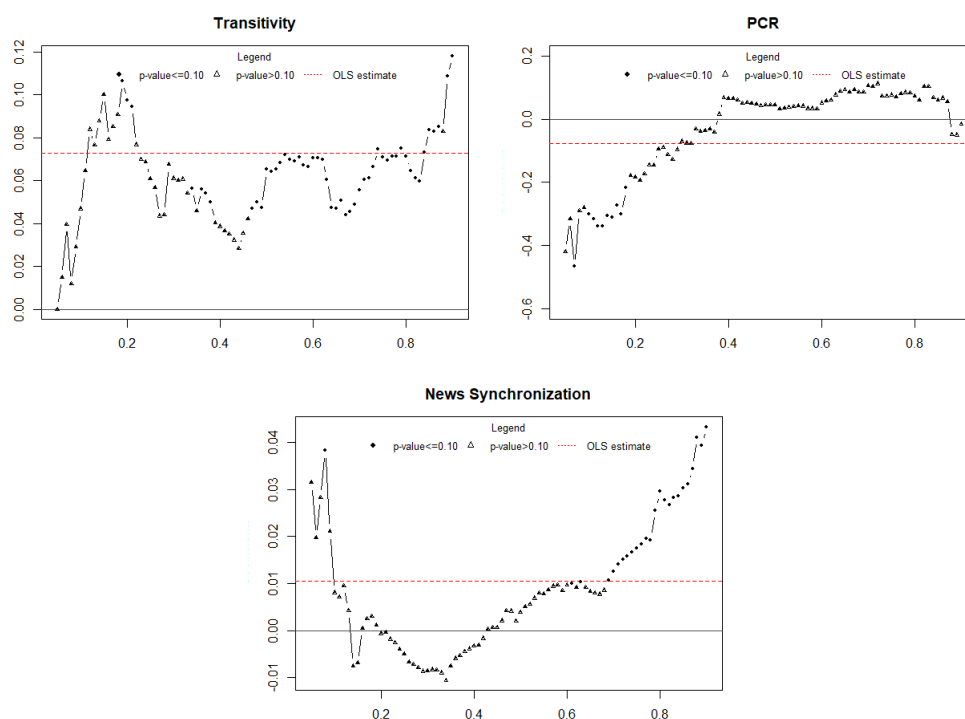 Transitivity
Legend
p-value<=0.10 p-value>0.10 OLS estimate
0.12
0.10
0.08
0.06
0.04
0.02
0.00
0.2 0.4 0.6 0.8
PCR
Legend
p-value<=0.10 p-value>0.10 OLS estimate
0.2
0.0
-0.2
-0.4
-0.6
0.2 0.4 0.6 0.8
News Synchronization
Legend
p-value<=0.10 p-value>0.10 OLS estimate
0.04
0.03
0.02
0.01
0.00
-0.01
0.2 0.4 0.6 0.8